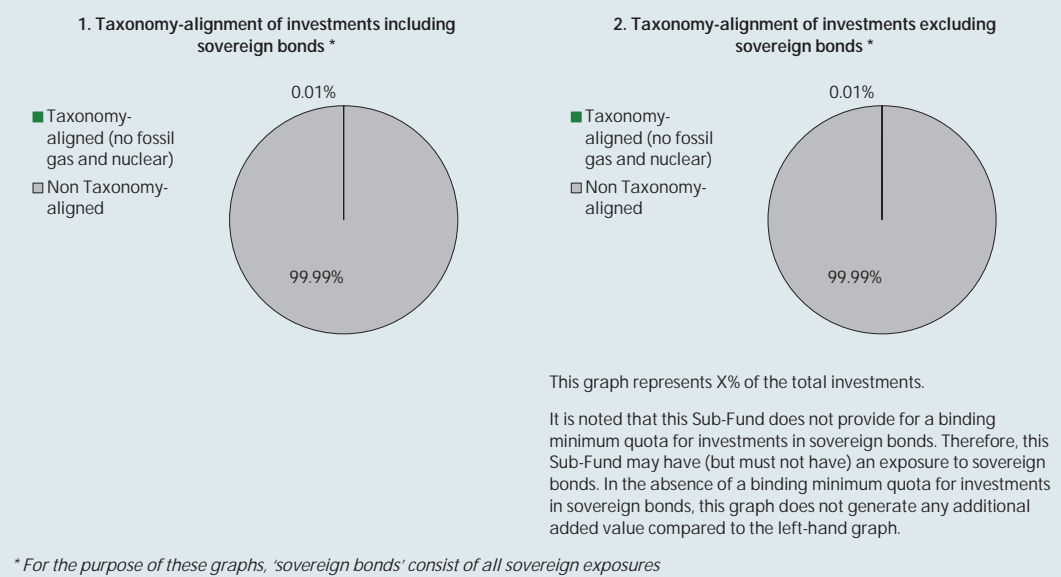 1. Taxonomy-alignment of investments including
sovereign bonds *
0.01%
Taxonomy-
aligned (no fossil
gas and nuclear)
Non Taxonomy-
aligned
99.99%
2. Taxonomy-alignment of investments excluding
sovereign bonds *
0.01%
Taxonomy-
aligned (no fossil
gas and nuclear)
Non Taxonomy-
aligned
99.99%
This graph represents X% of the total investments.
It is noted that this Sub-Fund does not provide for a binding
minimum quota for investments in sovereign bonds. Therefore, this
Sub-Fund may have (but must not have) an exposure to sovereign
bonds. In the absence of a binding minimum quota for investments
in sovereign bonds, this graph does not generate any additional
added value compared to the left-hand graph.
* For the purpose of these graphs, ‘sovereign bonds’ consist of all sovereign exposures